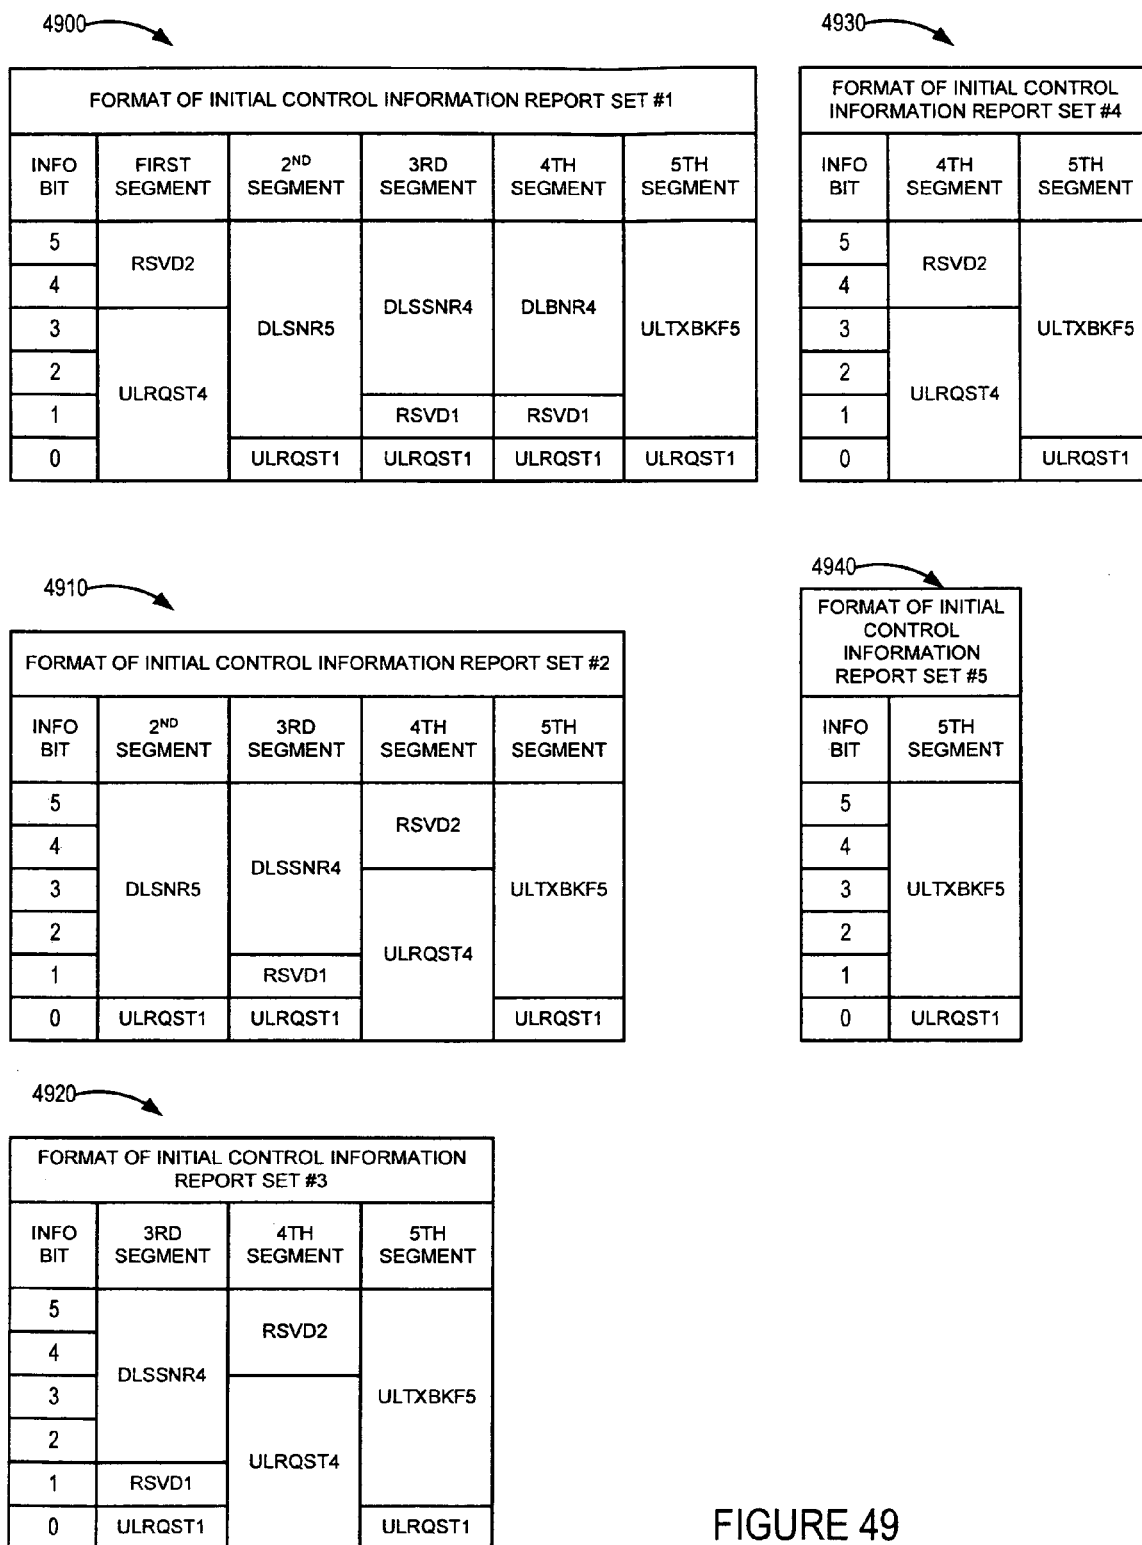 4900
FORMAT OF INITIAL CONTROL INFORMATION REPORT SET #1
INFO BIT FIRST SEGMENT 2ND SEGMENT 3RD SEGMENT 4TH SEGMENT 5TH SEGMENT
5 RSVD2 DLSNR5 DLSSNR4 DLBNR4 ULTXBKF5
4
3 ULRQST4
2
1 RSVD1 RSVD1
0 ULRQST1 ULRQST1 ULRQST1 ULRQST1
4930
FORMAT OF INITIAL CONTROL
INFORMATION REPORT SET #4
INFO BIT 4TH SEGMENT 5TH SEGMENT
5 RSVD2 ULTXBKF5
4
3 ULRQST4
2
1
0 ULRQST1
4910
FORMAT OF INITIAL CONTROL INFORMATION REPORT SET #2
INFO BIT 2ND SEGMENT 3RD SEGMENT 4TH SEGMENT 5TH SEGMENT
5 DLSNR5 DLSSNR4 RSVD2 ULTXBKF5
4
3 ULRQST4
2
1 RSVD1
0 ULRQST1 ULRQST1 ULRQST1
4940
FORMAT OF INITIAL
CONTROL
INFORMATION
REPORT SET #5
INFO BIT 5TH SEGMENT
5 ULTXBKF5
4
3
2
1
0 ULRQST1
4920
FORMAT OF INITIAL CONTROL INFORMATION
REPORT SET #3
INFO BIT 3RD SEGMENT 4TH SEGMENT 5TH SEGMENT
5 DLSSNR4 RSVD2 ULTXBKF5
4
3 ULRQST4
2
1 RSVD1
0 ULRQST1 ULRQST1
FIGURE 49